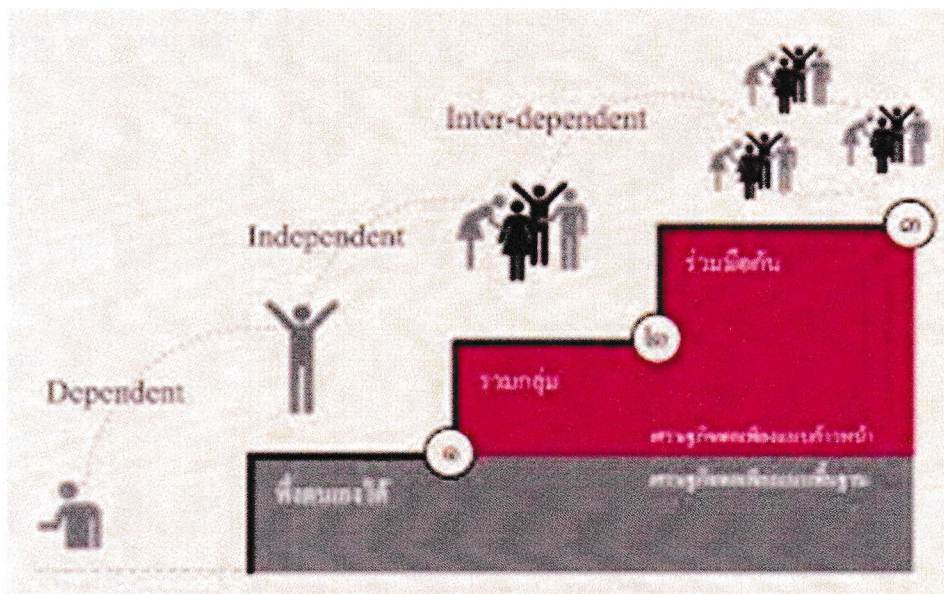 Inter-dependent
Independent
ร่วมมือกัน
๓
๒
Dependent
รวมกลุ่ม
เศรษฐกิจพอเพียงแบบก้าวหน้า
๑
พึ่งตนเองได้
เศรษฐกิจพอเพียงแบบพื้นฐาน